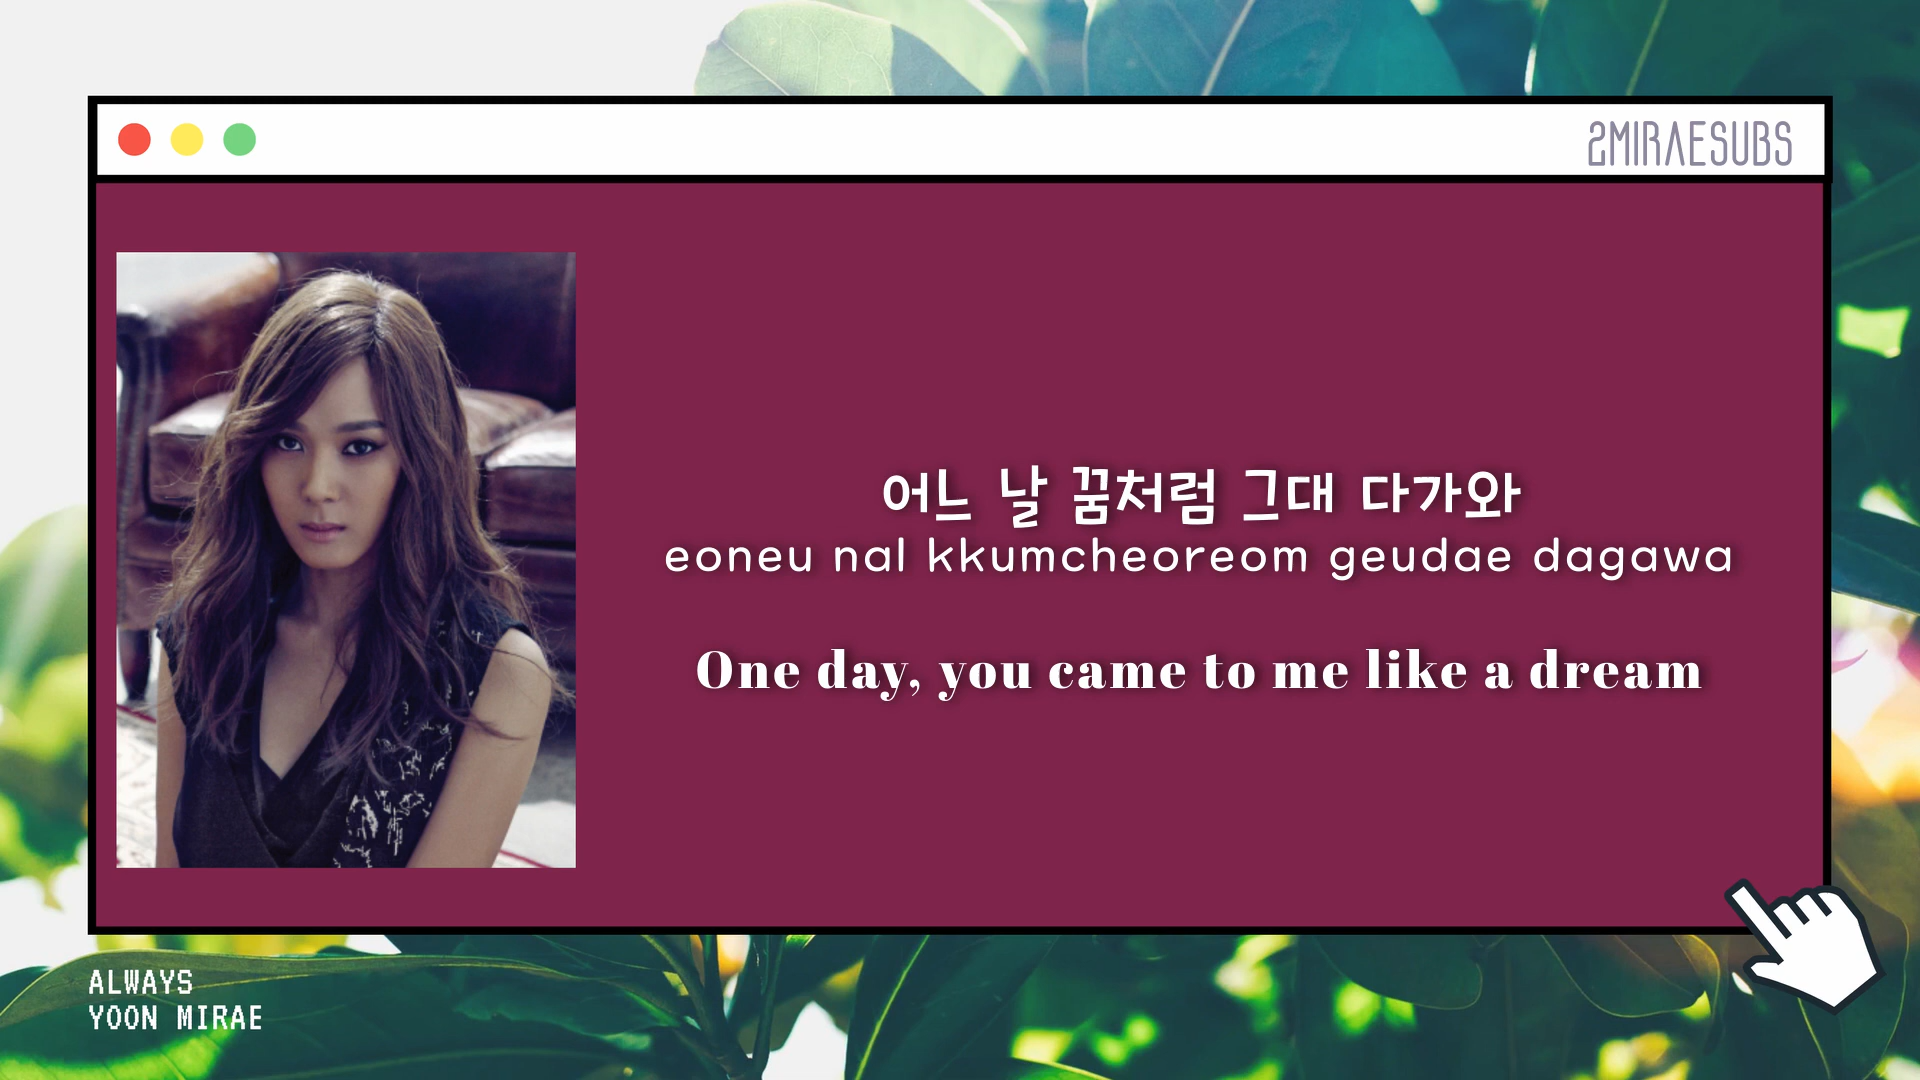 2MIRAESUBS
어느 날 꿈처럼 그대 다가와
eoneu nal kkumcheoreom geudae dagawa
One day, you came to me like a dream
ALWAYS
YOON MIRAE